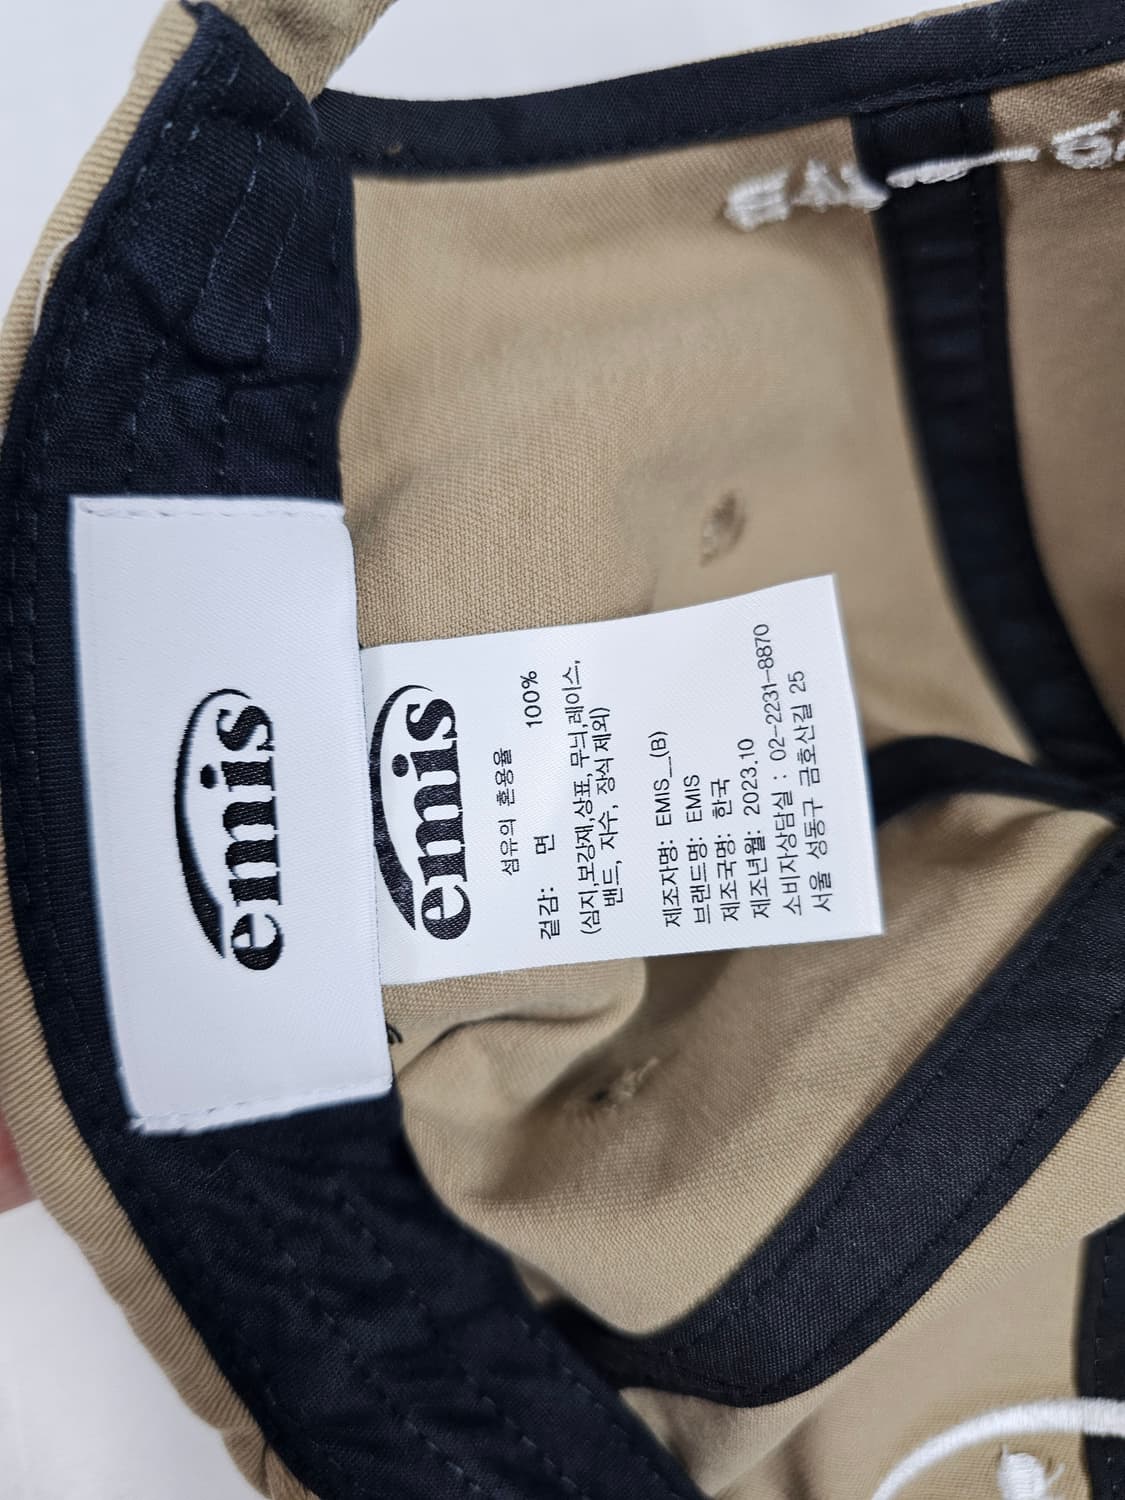 emis
emis
섬유의 혼용율
겉감: 면 100%
(심지,보강재,상표,무늬,레이스,
밴드, 자수, 장식 제외)
제조자명: EMIS_(B)
브랜드명: EMIS
제조국명: 한국
제조년월: 2023.10
소비자상담실 : 02-2231-8870
서울 성동구 금호산길 25